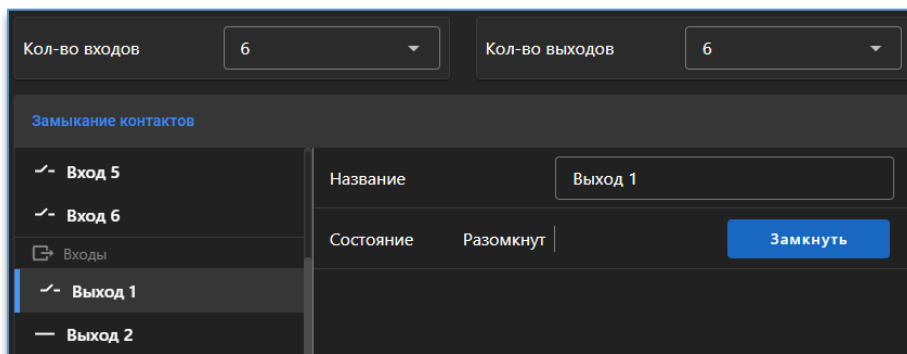 Кол-во входов 6 Кол-во выходов 6
Замыкание контактов
Вход 5
Вход 6
Входы
Выход 1
Выход 2
Название Выход 1
Состояние Разомкнут Замкнуть